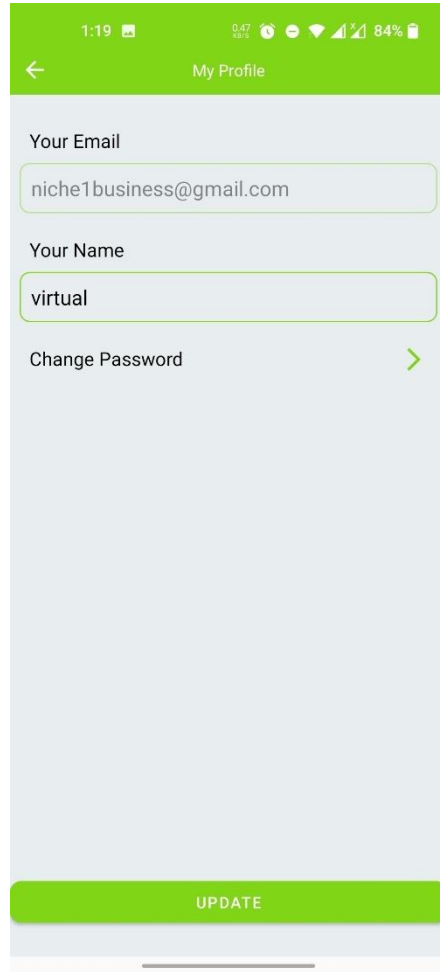 1:19 0.47 KB/S 84%
My Profile
Your Email
niche1business@gmail.com
Your Name
virtual
Change Password
UPDATE